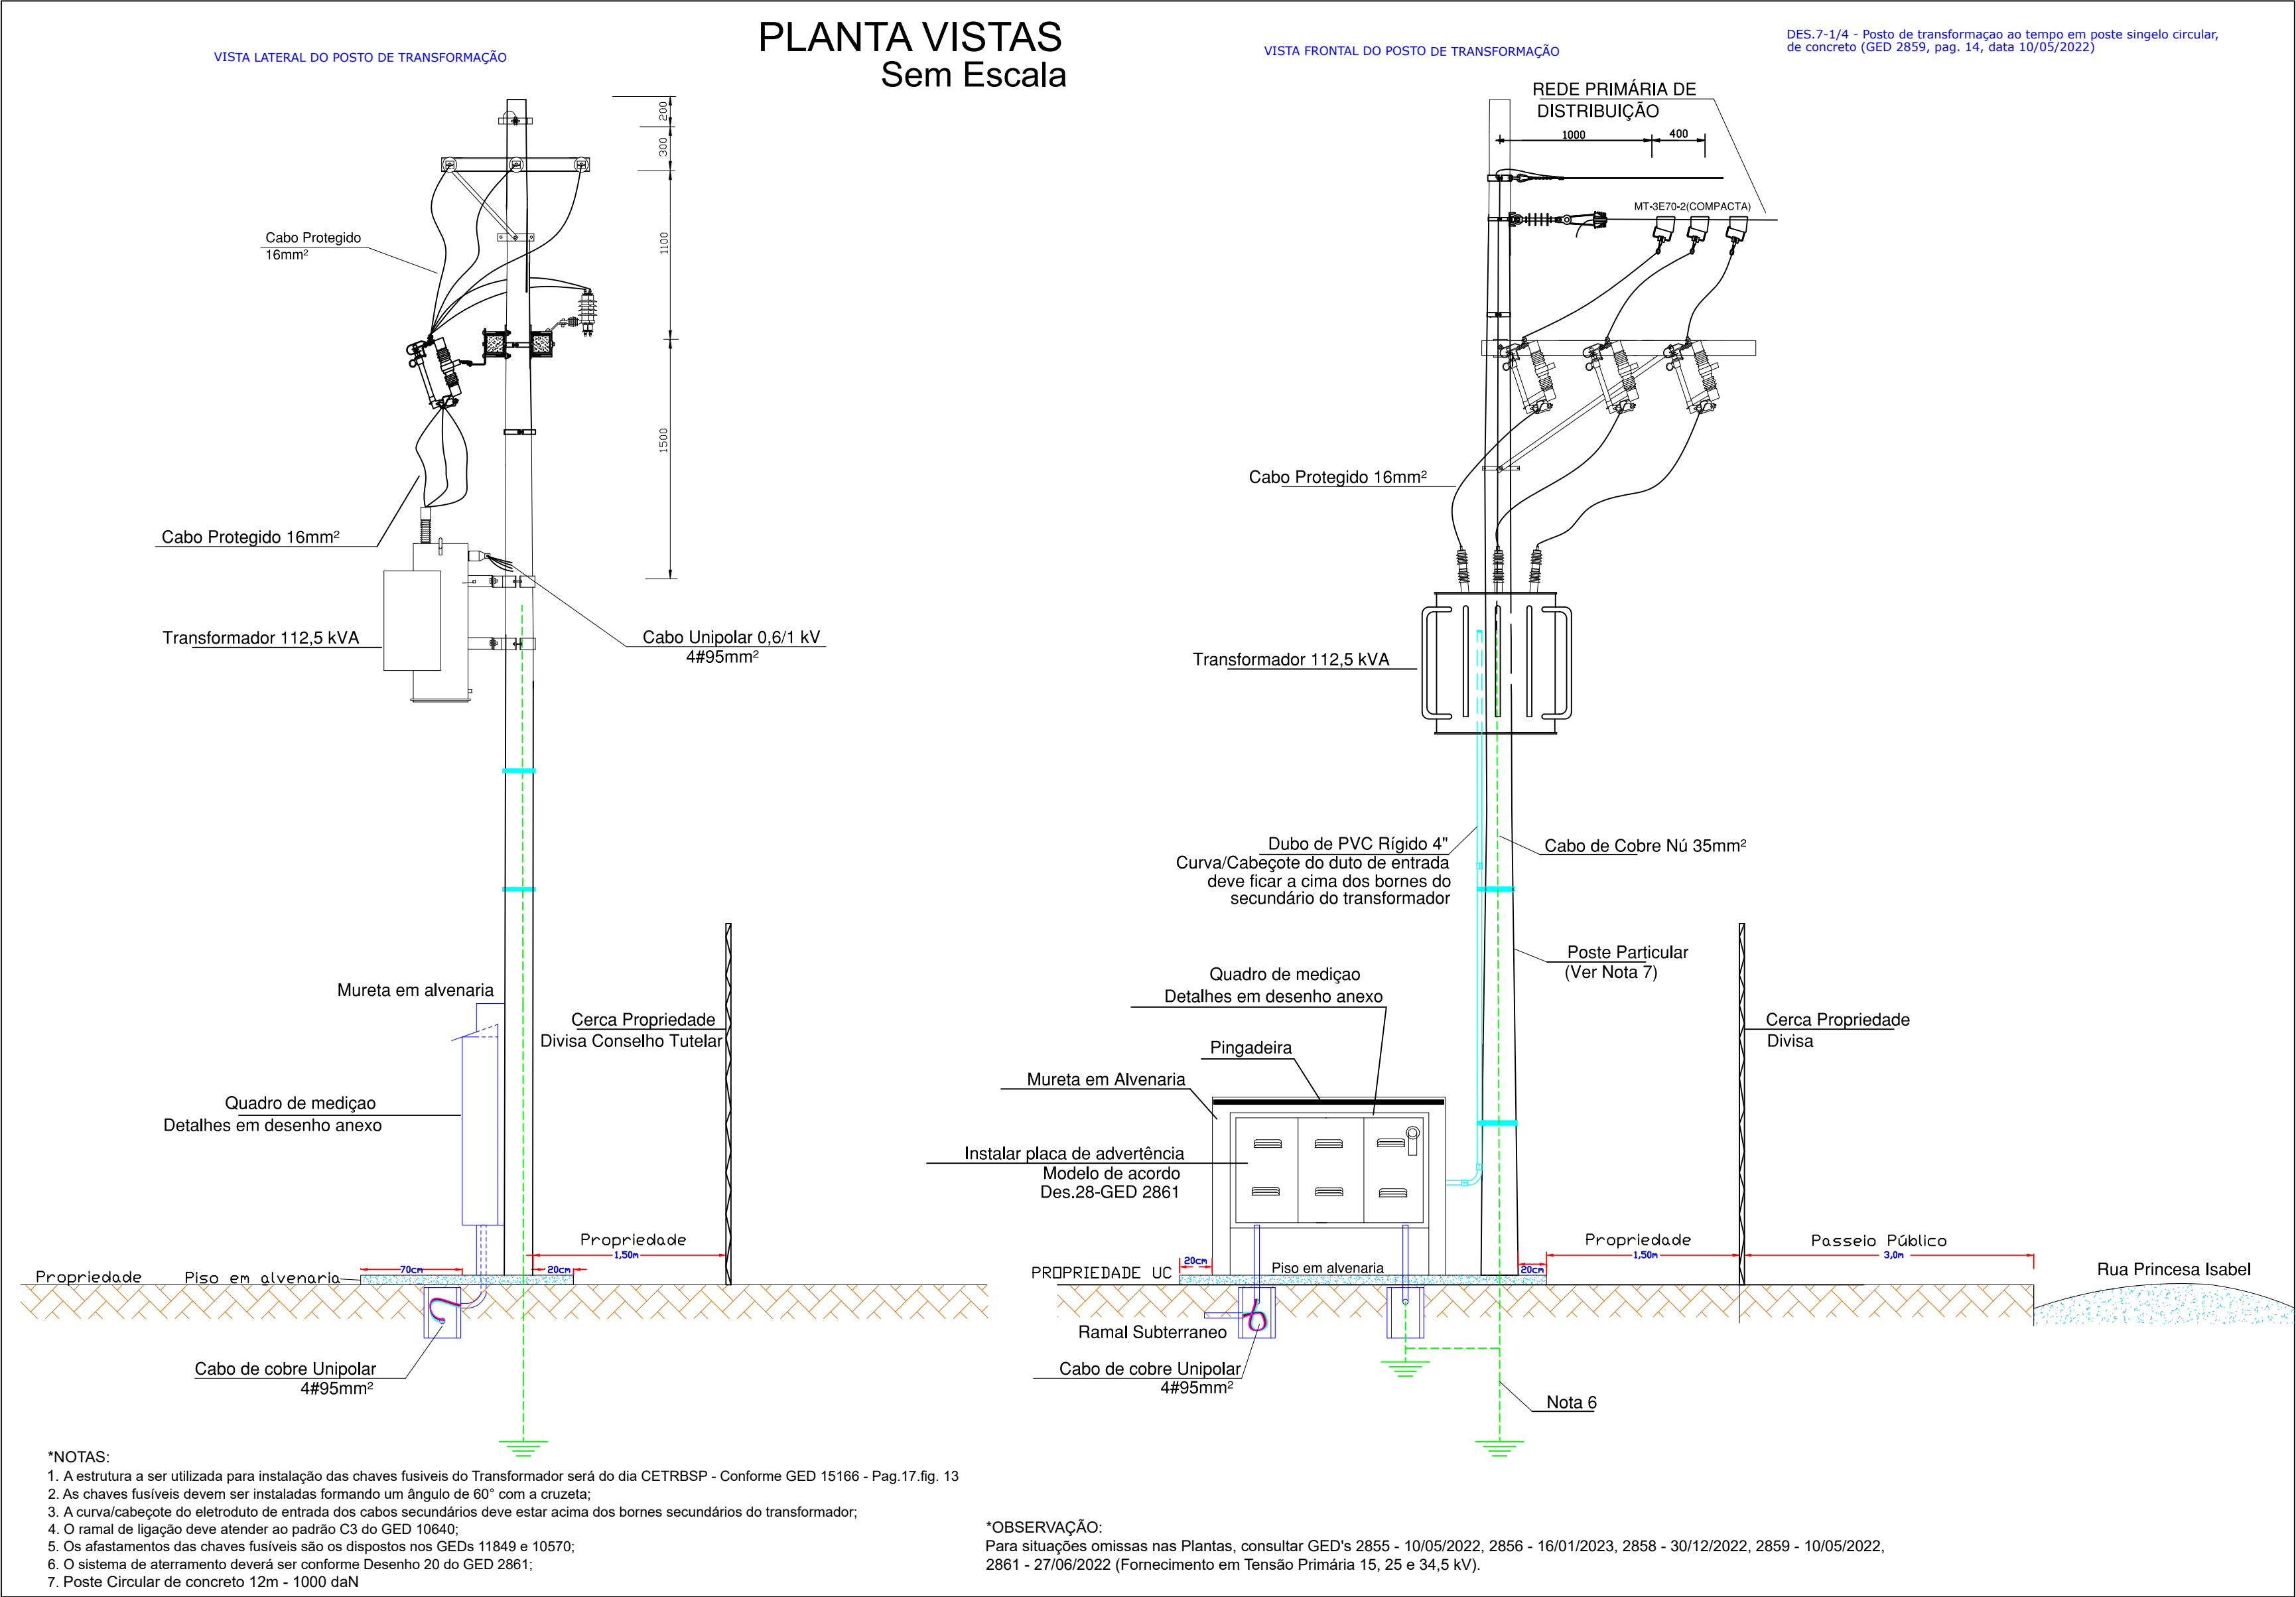 PLANTA VISTAS
Sem Escala
VISTA LATERAL DO POSTO DE TRANSFORMAÇÃO
VISTA FRONTAL DO POSTO DE TRANSFORMAÇÃO
DES.7-1/4 - Posto de transformaçao ao tempo em poste singelo circular,
de concreto (GED 2859, pag. 14, data 10/05/2022)
200
300
1100
1500
Cabo Protegido
16mm²
Cabo Protegido 16mm²
Transformador 112,5 kVA
Cabo Unipolar 0,6/1 kV
4#95mm²
Mureta em alvenaria
Cerca Propriedade
Divisa Conselho Tutelar
Quadro de mediçao
Detalhes em desenho anexo
Propriedade
1,50m
70cm
20cm
Propriedade
Piso em alvenaria
Cabo de cobre Unipolar
4#95mm²
REDE PRIMÁRIA DE
DISTRIBUIÇÃO
1000
400
MT-3E70-2(COMPACTA)
Cabo Protegido 16mm²
Transformador 112,5 kVA
Dubo de PVC Rígido 4"
Curva/Cabeçote do duto de entrada
deve ficar a cima dos bornes do
secundário do transformador
Cabo de Cobre Nú 35mm²
Poste Particular
(Ver Nota 7)
Quadro de mediçao
Detalhes em desenho anexo
Cerca Propriedade
Divisa
Pingadeira
Mureta em Alvenaria
Instalar placa de advertência
Modelo de acordo
Des.28-GED 2861
Propriedade
1,50m
Passeio Público
3,0m
20cm
20cm
PROPRIEDADE UC
Piso em alvenaria
Rua Princesa Isabel
Ramal Subterraneo
Cabo de cobre Unipolar
4#95mm²
Nota 6
*NOTAS:
1. A estrutura a ser utilizada para instalação das chaves fusiveis do Transformador será do dia CETRBSP - Conforme GED 15166 - Pag.17.fig. 13
2. As chaves fusíveis devem ser instaladas formando um ângulo de 60° com a cruzeta;
3. A curva/cabeçote do eletroduto de entrada dos cabos secundários deve estar acima dos bornes secundários do transformador;
4. O ramal de ligação deve atender ao padrão C3 do GED 10640;
5. Os afastamentos das chaves fusíveis são os dispostos nos GEDs 11849 e 10570;
6. O sistema de aterramento deverá ser conforme Desenho 20 do GED 2861;
7. Poste Circular de concreto 12m - 1000 daN
*OBSERVAÇÃO:
Para situações omissas nas Plantas, consultar GED's 2855 - 10/05/2022, 2856 - 16/01/2023, 2858 - 30/12/2022, 2859 - 10/05/2022,
2861 - 27/06/2022 (Fornecimento em Tensão Primária 15, 25 e 34,5 kV).